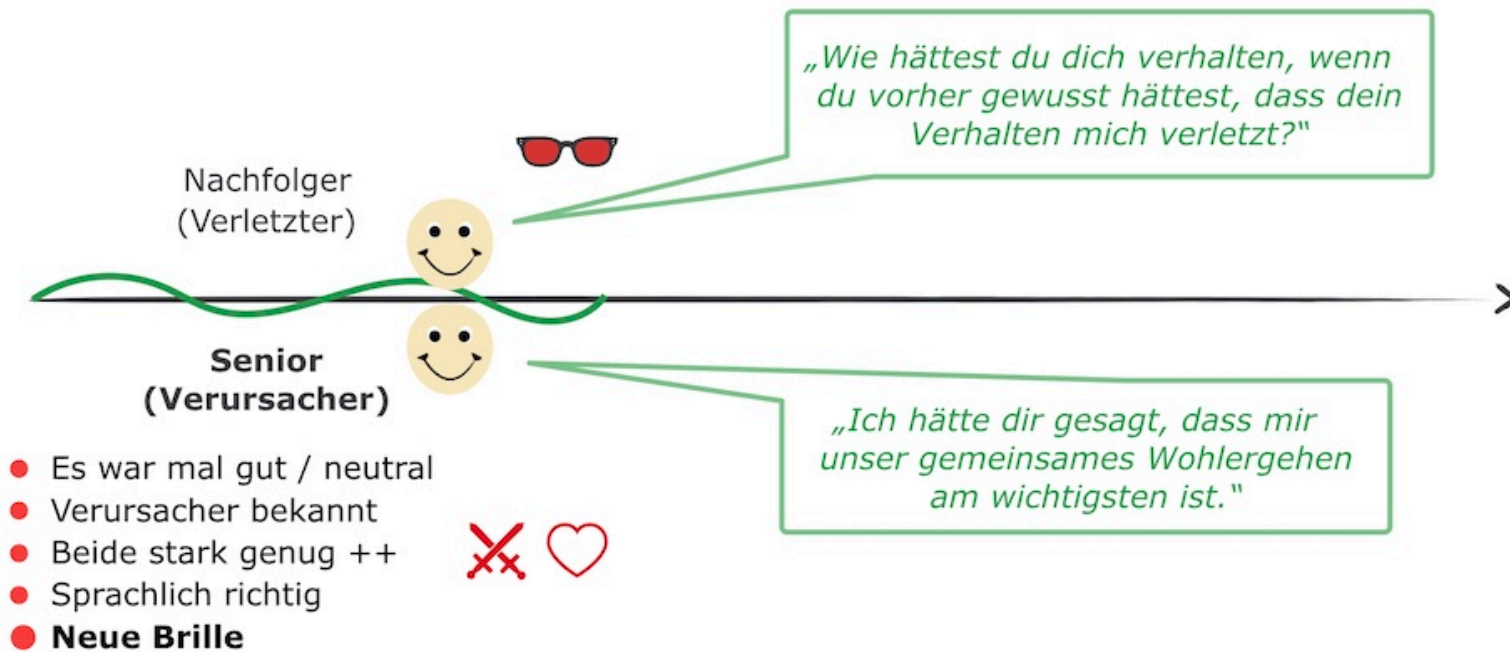 „Wie hättest du dich verhalten, wenn
du vorher gewusst hättest, dass dein
Verhalten mich verletzt?“
Nachfolger
(Verletzter)
Senior
(Verursacher)
„Ich hätte dir gesagt, dass mir
unser gemeinsames Wohlergehen
am wichtigsten ist.“
Es war mal gut / neutral
Verursacher bekannt
Beide stark genug ++
Sprachlich richtig
Neue Brille